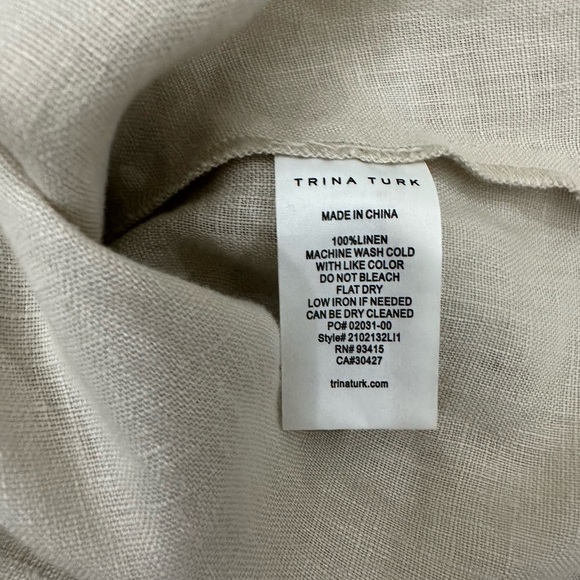 TRINA TURK
MADE IN CHINA
100%LINEN
MACHINE WASH COLD
WITH LIKE COLOR
DO NOT BLEACH
FLAT DRY
LOW IRON IF NEEDED
CAN BE DRY CLEANED
PO# 02031-00
Style# 2102132LI1
RN# 93415
CA#30427
trinaturk.com